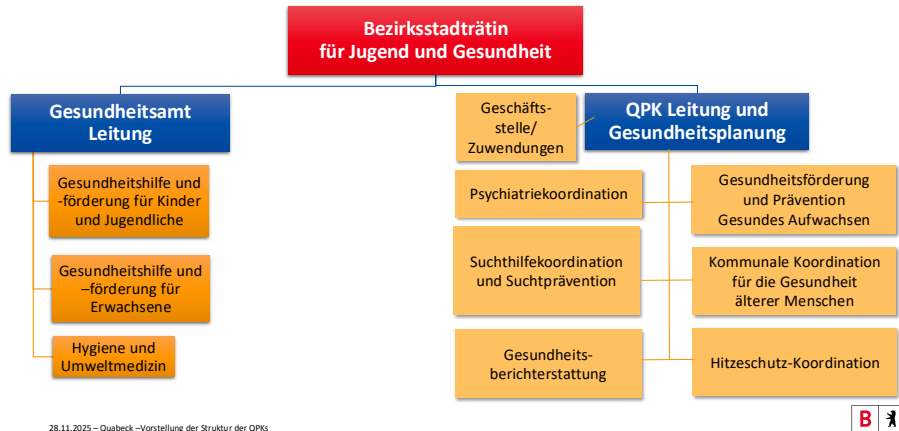 Bezirksstadträtin
für Jugend und Gesundheit
Gesundheitsamt
Leitung
Gesundheitshilfe und
-förderung für Kinder
und Jugendliche
Gesundheitshilfe und
–förderung für
Erwachsene
Hygiene und
Umweltmedizin
Geschäfts-
stelle/
Zuwendungen
QPK Leitung und
Gesundheitsplanung
Psychiatriekoordination
Gesundheitsförderung
und Prävention
Gesundes Aufwachsen
Suchthilfekoordination
und Suchtprävention
Kommunale Koordination
für die Gesundheit
älterer Menschen
Gesundheits-
berichterstattung
Hitzeschutz-Koordination
28.11.2025 – Quabeck –Vorstellung der Struktur der QPKs
B